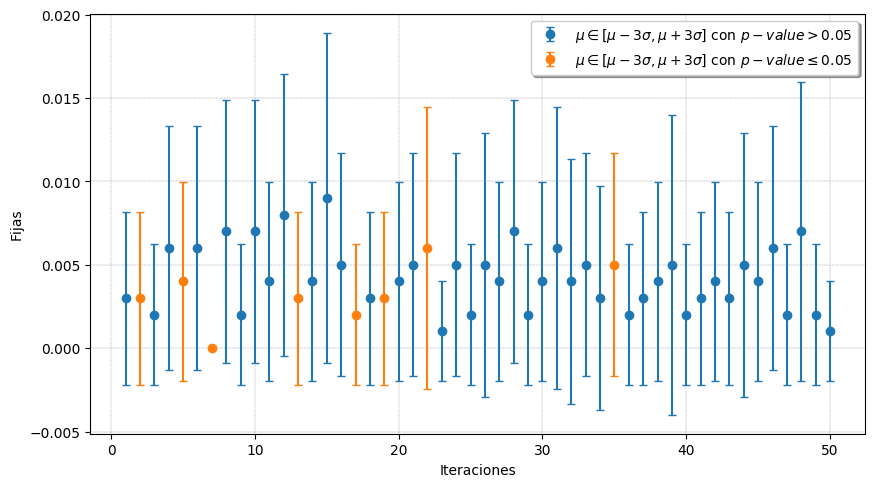 0.020
0.015
0.010
0.005
0.000
−0.005
Fijas
μ ∈ [μ − 3σ, μ + 3σ] con p − value > 0.05
μ ∈ [μ − 3σ, μ + 3σ] con p − value ≤ 0.05
0 10 20 30 40 50
Iteraciones